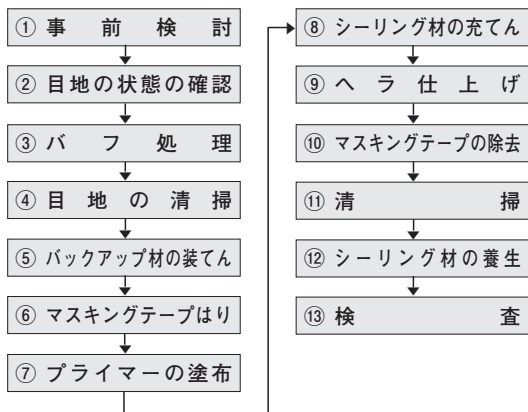 ① 事前検討
② 目地の状態の確認
③ バフ処理
④ 目地の清掃
⑤ バックアップ材の装てん
⑥ マスキングテープはり
⑦ プライマーの塗布
⑧ シーリング材の充てん
⑨ ヘラ仕上げ
⑩ マスキングテープの除去
⑪ 清掃
⑫ シーリング材の養生
⑬ 検査